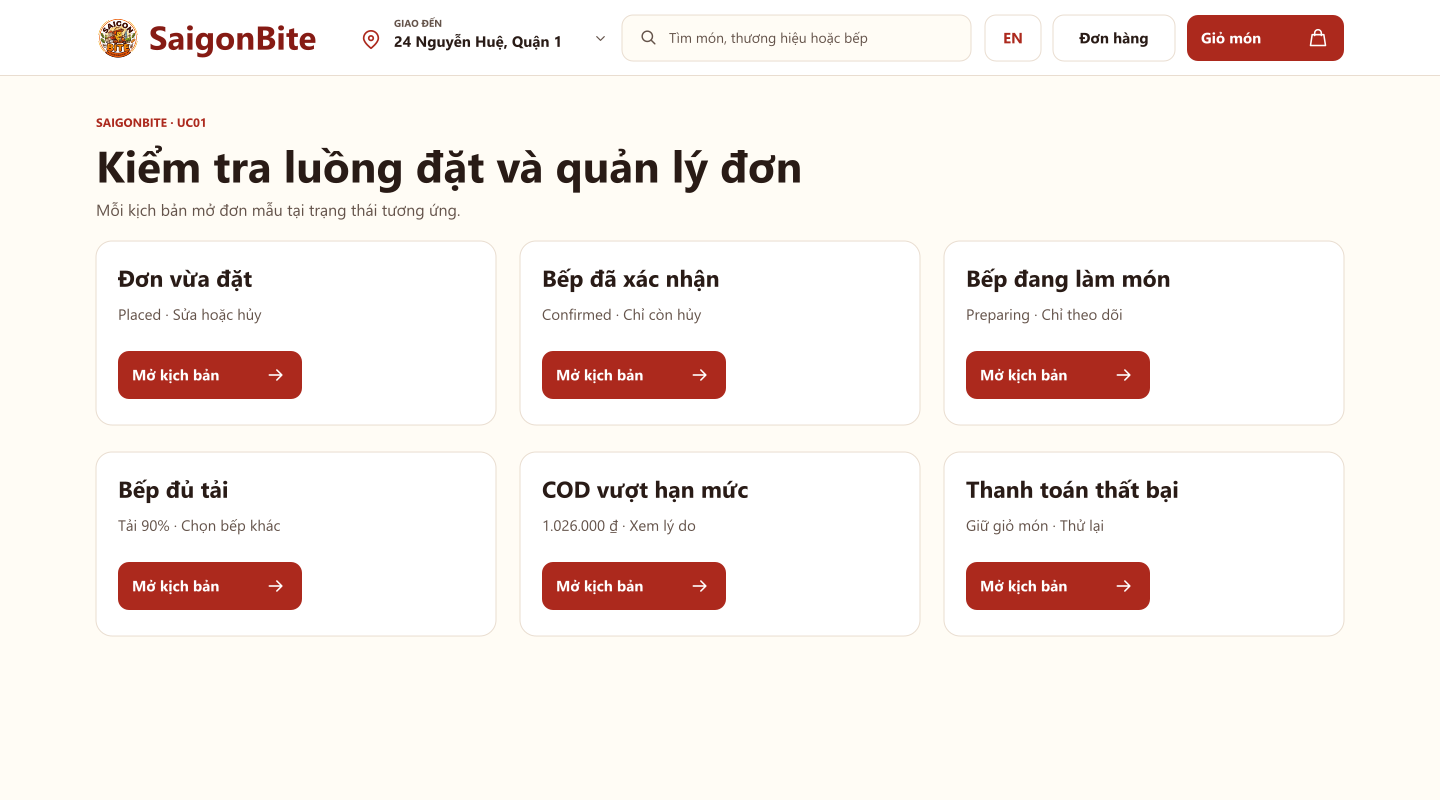 SAIGON
BITE
SaigonBite
GIAO ĐẾN
24 Nguyễn Huệ, Quận 1
Tìm món, thương hiệu hoặc bếp
EN
Đơn hàng
Giỏ món
SAIGONBITE · UC01
Kiểm tra luồng đặt và quản lý đơn
Mỗi kịch bản mở đơn mẫu tại trạng thái tương ứng.
Đơn vừa đặt
Placed · Sửa hoặc hủy
Mở kịch bản
Bếp đã xác nhận
Confirmed · Chỉ còn hủy
Mở kịch bản
Bếp đang làm món
Preparing · Chỉ theo dõi
Mở kịch bản
Bếp đủ tải
Tải 90% · Chọn bếp khác
Mở kịch bản
COD vượt hạn mức
1.026.000 ₫ · Xem lý do
Mở kịch bản
Thanh toán thất bại
Giữ giỏ món · Thử lại
Mở kịch bản